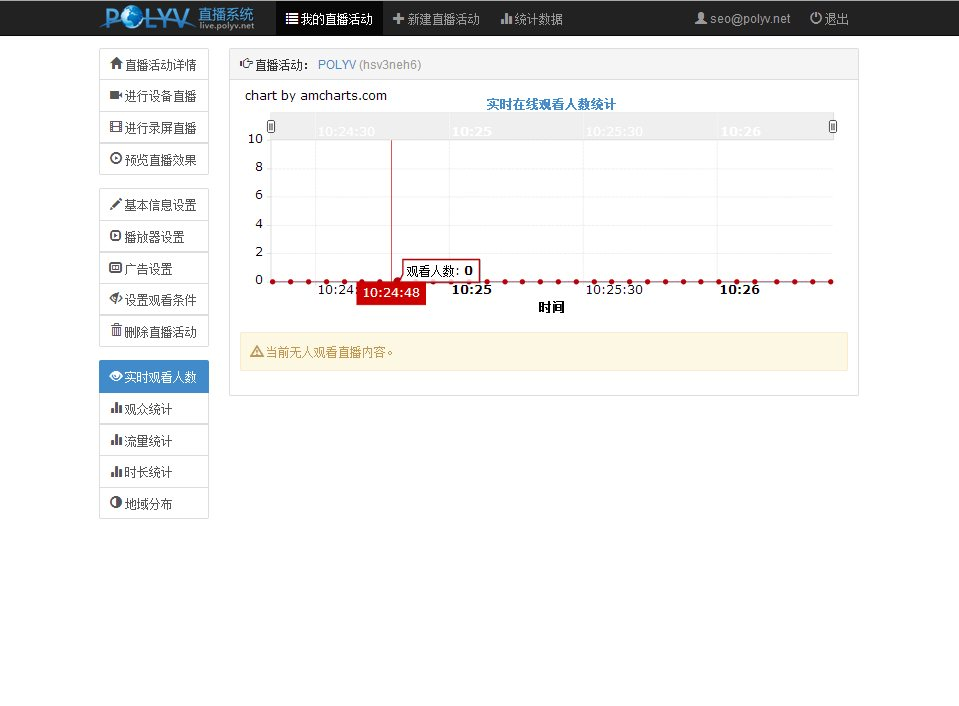 POLYV 直播系统
live.polyv.net
我的直播活动
新建直播活动
统计数据
seo@polyv.net
退出
直播活动详情
进行设备直播
进行录屏直播
预览直播效果
基本信息设置
播放器设置
广告设置
设置观看条件
删除直播活动
实时观看人数
观众统计
流量统计
时长统计
地域分布
直播活动： POLYV (hsv3neh6)
chart by amcharts.com
实时在线观看人数统计
10:24:30 10:25 10:25:30 10:26
10
8
6
4
2
0
观看人数: 0
10:24: 10:24:48 10:25 10:25:30 10:26
时间
当前无人观看直播内容。